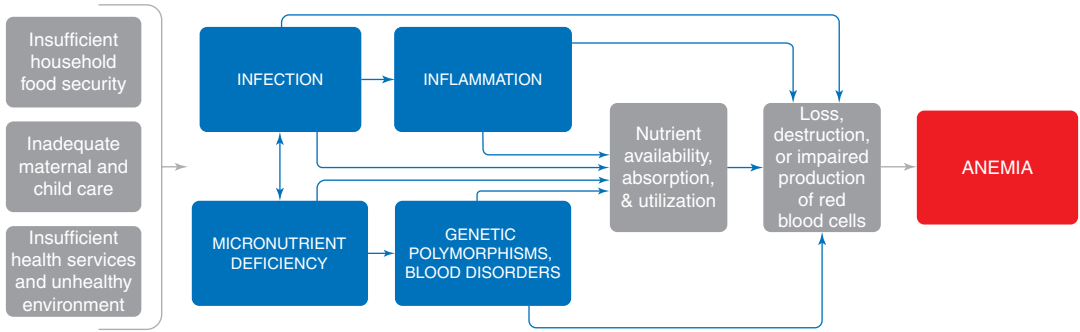 Insufficient
household
food security
Inadequate
maternal and
child care
Insufficient
health services
and unhealthy
environment
INFECTION
INFLAMMATION
MICRONUTRIENT
DEFICIENCY
GENETIC
POLYMORPHISMS,
BLOOD DISORDERS
Nutrient
availability,
absorption,
& utilization
Loss,
destruction,
or impaired
production
of red
blood cells
ANEMIA